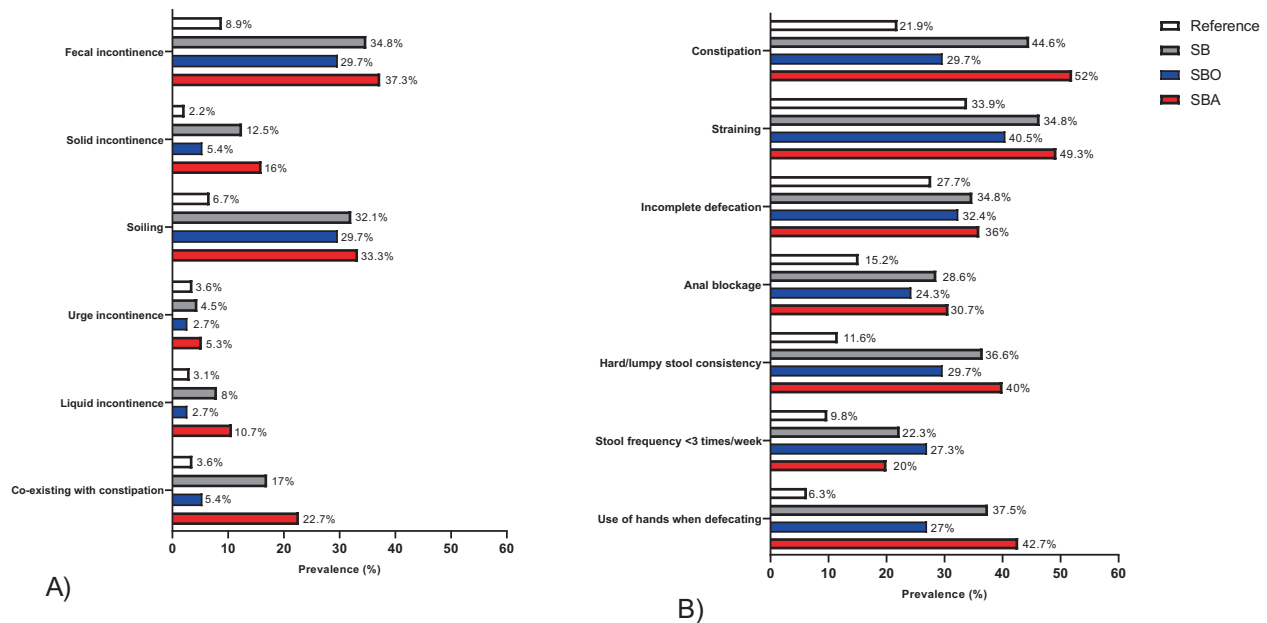 Fecal incontinence
8.9%
34.8%
29.7%
37.3%
Solid incontinence
2.2%
12.5%
5.4%
16%
Soiling
6.7%
32.1%
29.7%
33.3%
Urge incontinence
3.6%
4.5%
2.7%
5.3%
Liquid incontinence
3.1%
8%
2.7%
10.7%
Co-existing with constipation
3.6%
17%
5.4%
22.7%
0 10 20 30 40 50 60
Prevalence (%)
A)
Constipation
21.9%
44.6%
29.7%
52%
Straining
33.9%
34.8%
40.5%
49.3%
Incomplete defecation
27.7%
34.8%
32.4%
36%
Anal blockage
15.2%
28.6%
24.3%
30.7%
Hard/lumpy stool consistency
11.6%
36.6%
29.7%
40%
Stool frequency <3 times/week
9.8%
22.3%
27.3%
20%
Use of hands when defecating
6.3%
37.5%
27%
42.7%
0 10 20 30 40 50 60
Prevalence (%)
B)
Reference
SB
SBO
SBA